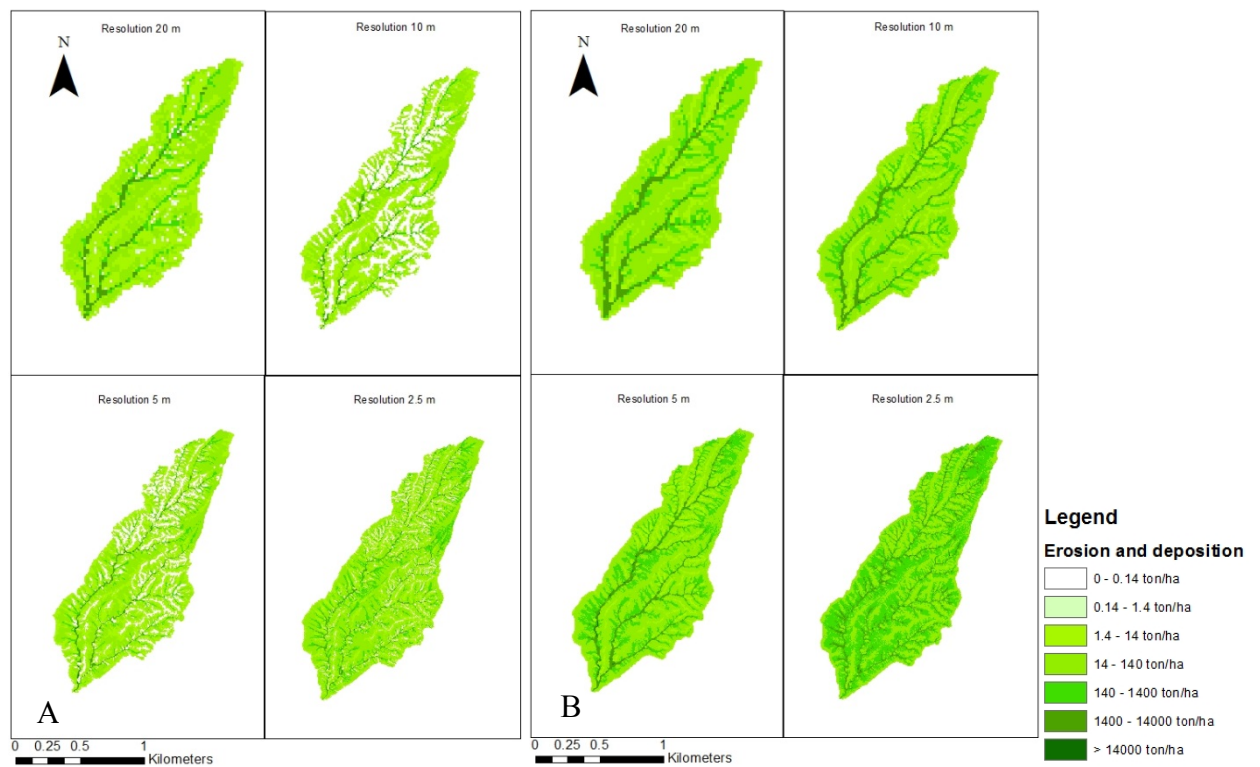 Resolution 20 m
Resolution 10 m
N
Resolution 5 m
Resolution 2.5 m
A
0 0.25 0.5 1
Kilometers
Resolution 20 m
Resolution 10 m
N
Resolution 5 m
Resolution 2.5 m
B
0 0.25 0.5 1
Kilometers
Legend
Erosion and deposition
0 - 0.14 ton/ha
0.14 - 1.4 ton/ha
1.4 - 14 ton/ha
14 - 140 ton/ha
140 - 1400 ton/ha
1400 - 14000 ton/ha
> 14000 ton/ha